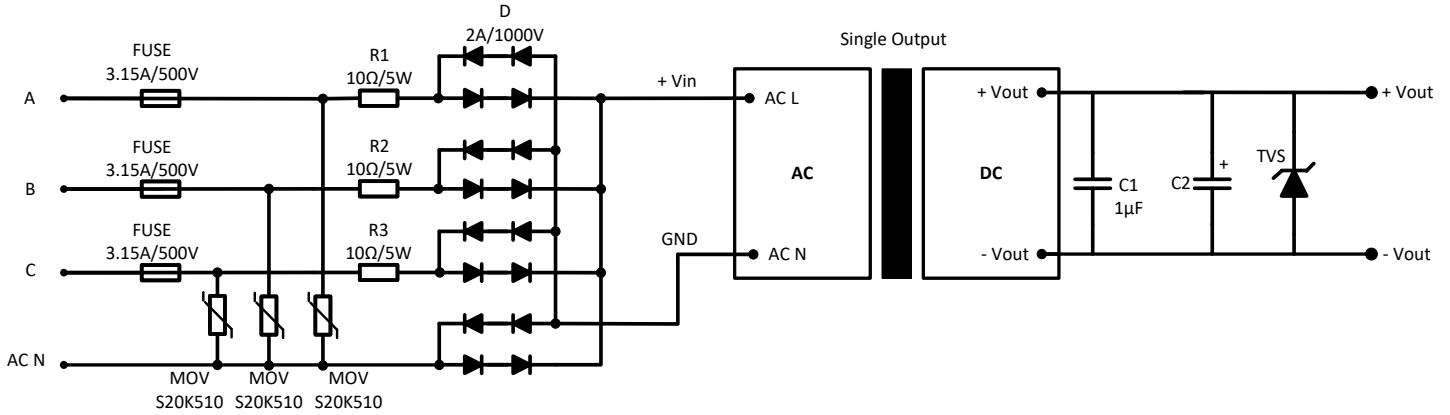 D
2A/1000V
Single Output
FUSE
3.15A/500V
R1
10Ω/5W
A
+ Vin
AC L
+ Vout
+ Vout
FUSE
3.15A/500V
R2
10Ω/5W
B
AC
DC
C1
1µF
C2
+
TVS
FUSE
3.15A/500V
R3
10Ω/5W
C
GND
AC N
- Vout
- Vout
AC N
MOV
S20K510
MOV
S20K510
MOV
S20K510